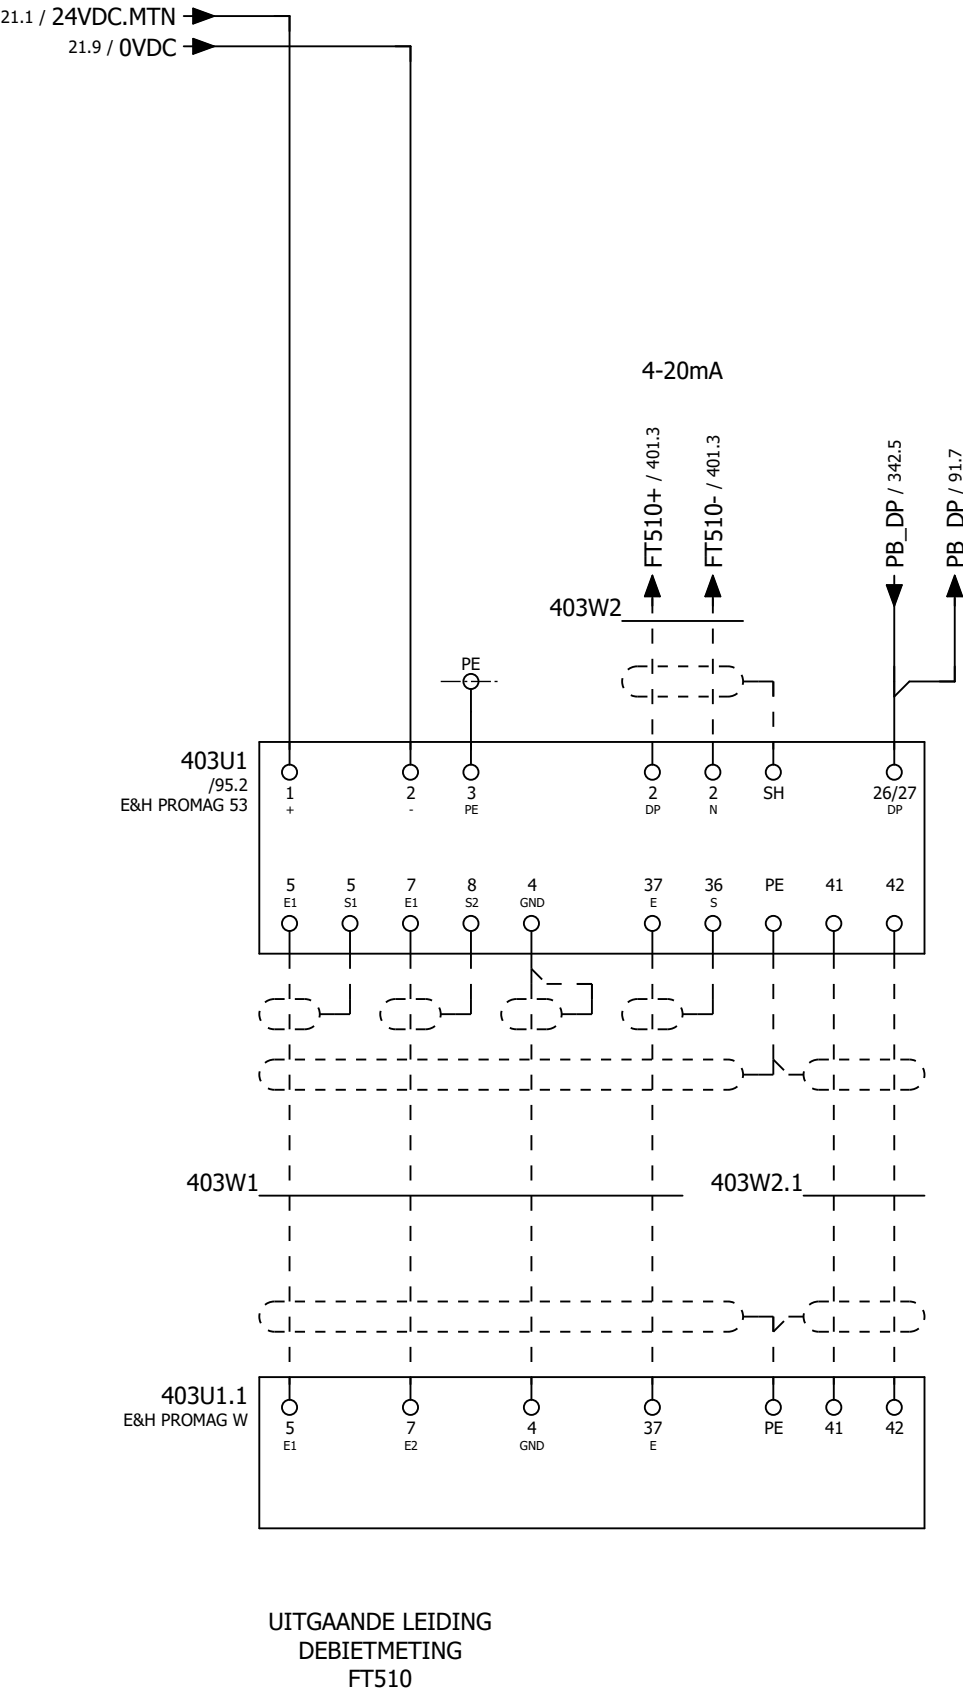 21.1 / 24VDC.MTN
21.9 / 0VDC
4-20mA
FT510+ / 401.3
FT510- / 401.3
PB_DP / 342.5
PB_DP / 91.7
403W2
PE
403U1
/95.2
E&H PROMAG 53
1 2 3 2 2 SH 26/27
+ - PE DP N DP
5 5 7 8 4 37 36 PE 41 42
E1 S1 E1 S2 GND E S
403W1 403W2.1
403U1.1
E&H PROMAG W
5 7 4 37 PE 41 42
E1 E2 GND E
UITGAANDE LEIDING
DEBIETMETING
FT510